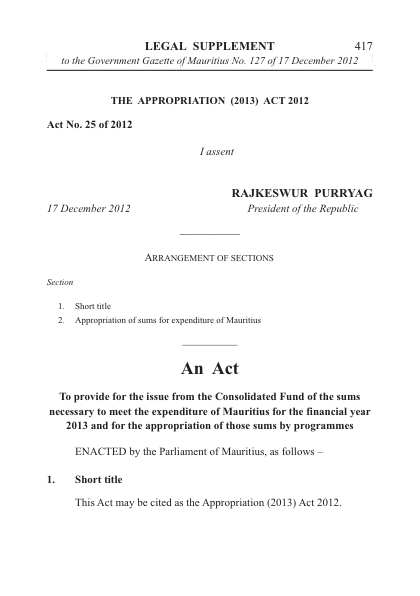 LEGAL SUPPLEMENT 417
to the Government Gazette of Mauritius No. 127 of 17 December 2012
THE APPROPRIATION (2013) ACT 2012
Act No. 25 of 2012
I assent
RAJKESWUR PURRYAG
17 December 2012 President of the Republic
ARRANGEMENT OF SECTIONS
Section
1. Short title
2. Appropriation of sums for expenditure of Mauritius
An Act
To provide for the issue from the Consolidated Fund of the sums
necessary to meet the expenditure of Mauritius for the financial year
2013 and for the appropriation of those sums by programmes
ENACTED by the Parliament of Mauritius, as follows –
1. Short title
This Act may be cited as the Appropriation (2013) Act 2012.